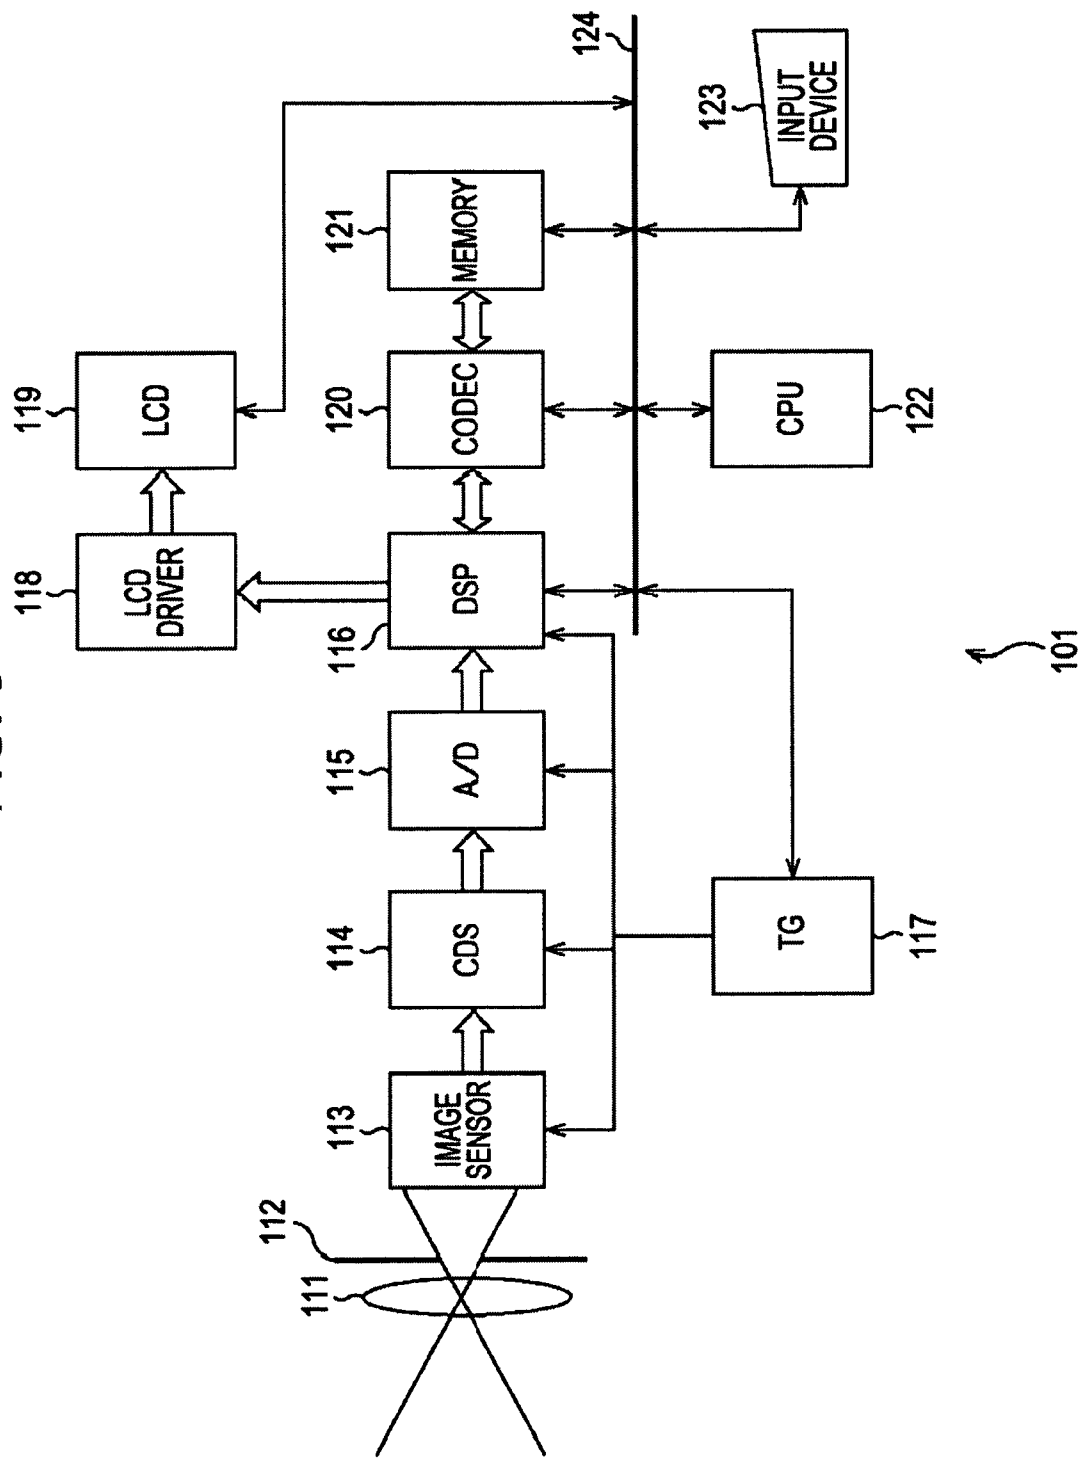 118
LCD
DRIVER
119
LCD
111
112
113
IMAGE
SENSOR
114
CDS
115
A/D
116
DSP
120
CODEC
121
MEMORY
124
117
TG
122
CPU
123
INPUT
DEVICE
101